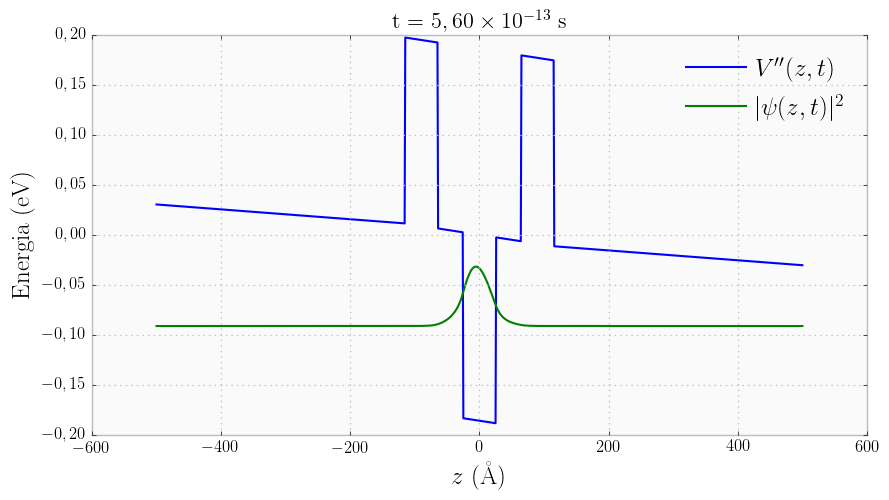 t = 5,60 × 10⁻¹³ s
V″(z, t)
|ψ(z, t)|²
Energia (eV)
0,20
0,15
0,10
0,05
0,00
−0,05
−0,10
−0,15
−0,20
−600 −400 −200 0 200 400 600
z (Å)